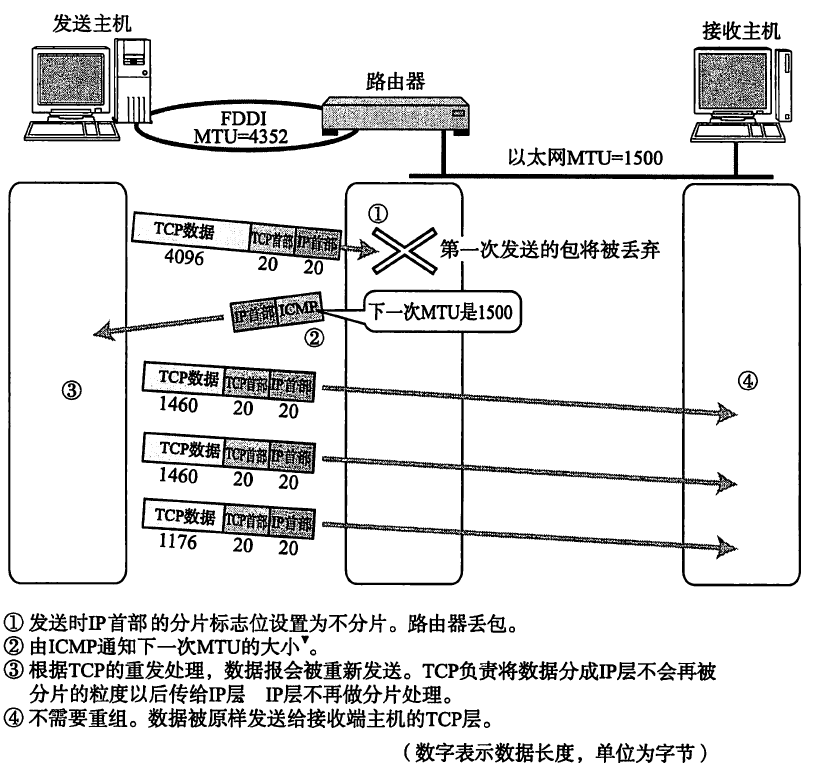 发送主机
接收主机
路由器
FDDI
MTU=4352
以太网MTU=1500
①
TCP数据 TCP首部 IP首部
4096 20 20
第一次发送的包将被丢弃
IP首部 ICMP
下一次MTU是1500
②
③
④
TCP数据 TCP首部 IP首部
1460 20 20
TCP数据 TCP首部 IP首部
1460 20 20
TCP数据 TCP首部 IP首部
1176 20 20
① 发送时IP首部的分片标志位设置为不分片。路由器丢包。
② 由ICMP通知下一次MTU的大小▼。
③ 根据TCP的重发处理，数据报会被重新发送。TCP负责将数据分成IP层不会再被
分片的粒度以后传给IP层 IP层不再做分片处理。
④ 不需要重组。数据被原样发送给接收端主机的TCP层。
（数字表示数据长度，单位为字节）